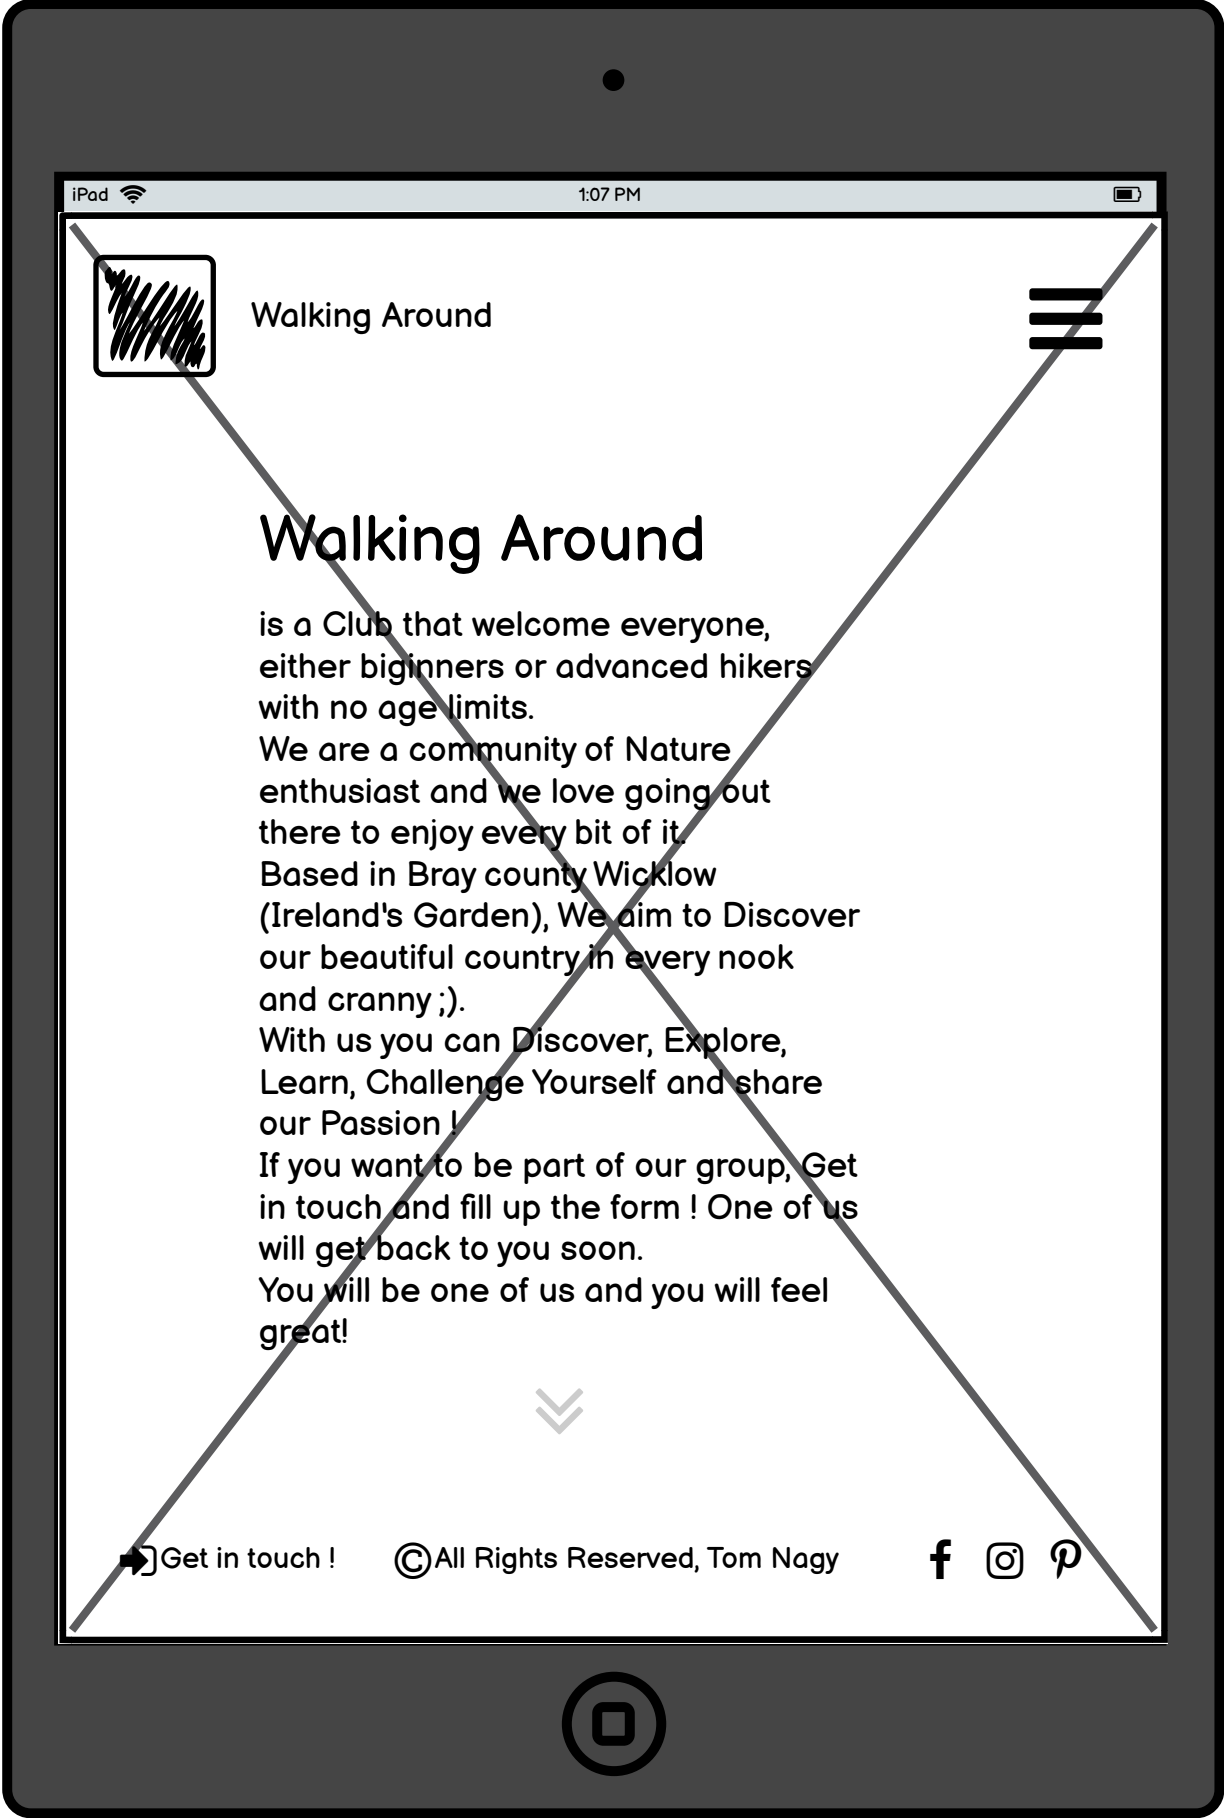 iPad 1:07 PM
Walking Around
Walking Around
is a Club that welcome everyone,
either biginners or advanced hikers
with no age limits.
We are a community of Nature
enthusiast and we love going out
there to enjoy every bit of it.
Based in Bray county Wicklow
(Ireland's Garden), We aim to Discover
our beautiful country in every nook
and cranny ;).
With us you can Discover, Explore,
Learn, Challenge Yourself and share
our Passion !
If you want to be part of our group, Get
in touch and fill up the form ! One of us
will get back to you soon.
You will be one of us and you will feel
great!
Get in touch ! ©All Rights Reserved, Tom Nagy